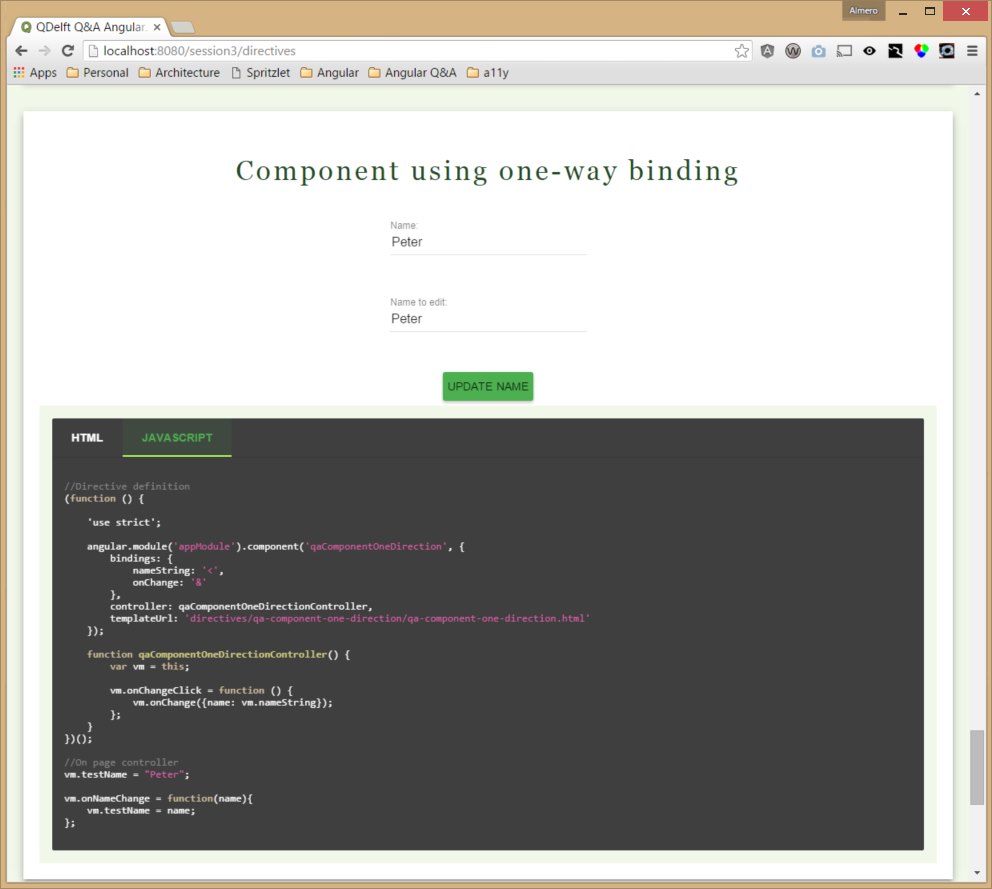 Almero
QDelft Q&A Angular
localhost:8080/session3/directives
Apps Personal Architecture Spritzlet Angular Angular Q&A a11y
Component using one-way binding
Name:
Peter
Name to edit:
Peter
UPDATE NAME
HTML JAVASCRIPT
//Directive definition
(function () {
'use strict';
angular.module('appModule').component('qaComponentOneDirection', {
bindings: {
nameString: '<',
onChange: '&'
},
controller: qaComponentOneDirectionController,
templateUrl: 'directives/qa-component-one-direction/qa-component-one-direction.html'
});
function qaComponentOneDirectionController() {
var vm = this;
vm.onChangeClick = function () {
vm.onChange({name: vm.nameString});
};
}
})();
//On page controller
vm.testName = "Peter";
vm.onNameChange = function(name){
vm.testName = name;
};